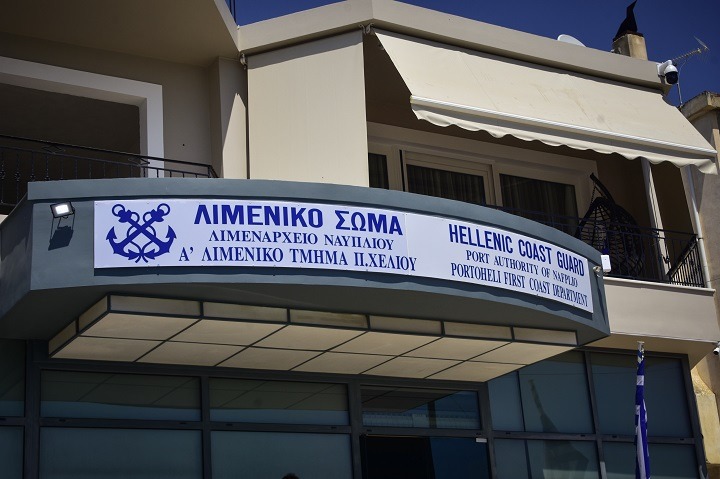 ΛΙΜΕΝΙΚΟ ΣΩΜΑ
ΛΙΜΕΝΑΡΧΕΙΟ ΝΑΥΠΛΙΟΥ
Α' ΛΙΜΕΝΙΚΟ ΤΜΗΜΑ Π.ΧΕΛΙΟΥ
HELLENIC COAST GUARD
PORT AUTHORITY OF NAFPLIO
PORTOHELI FIRST COAST DEPARTMENT